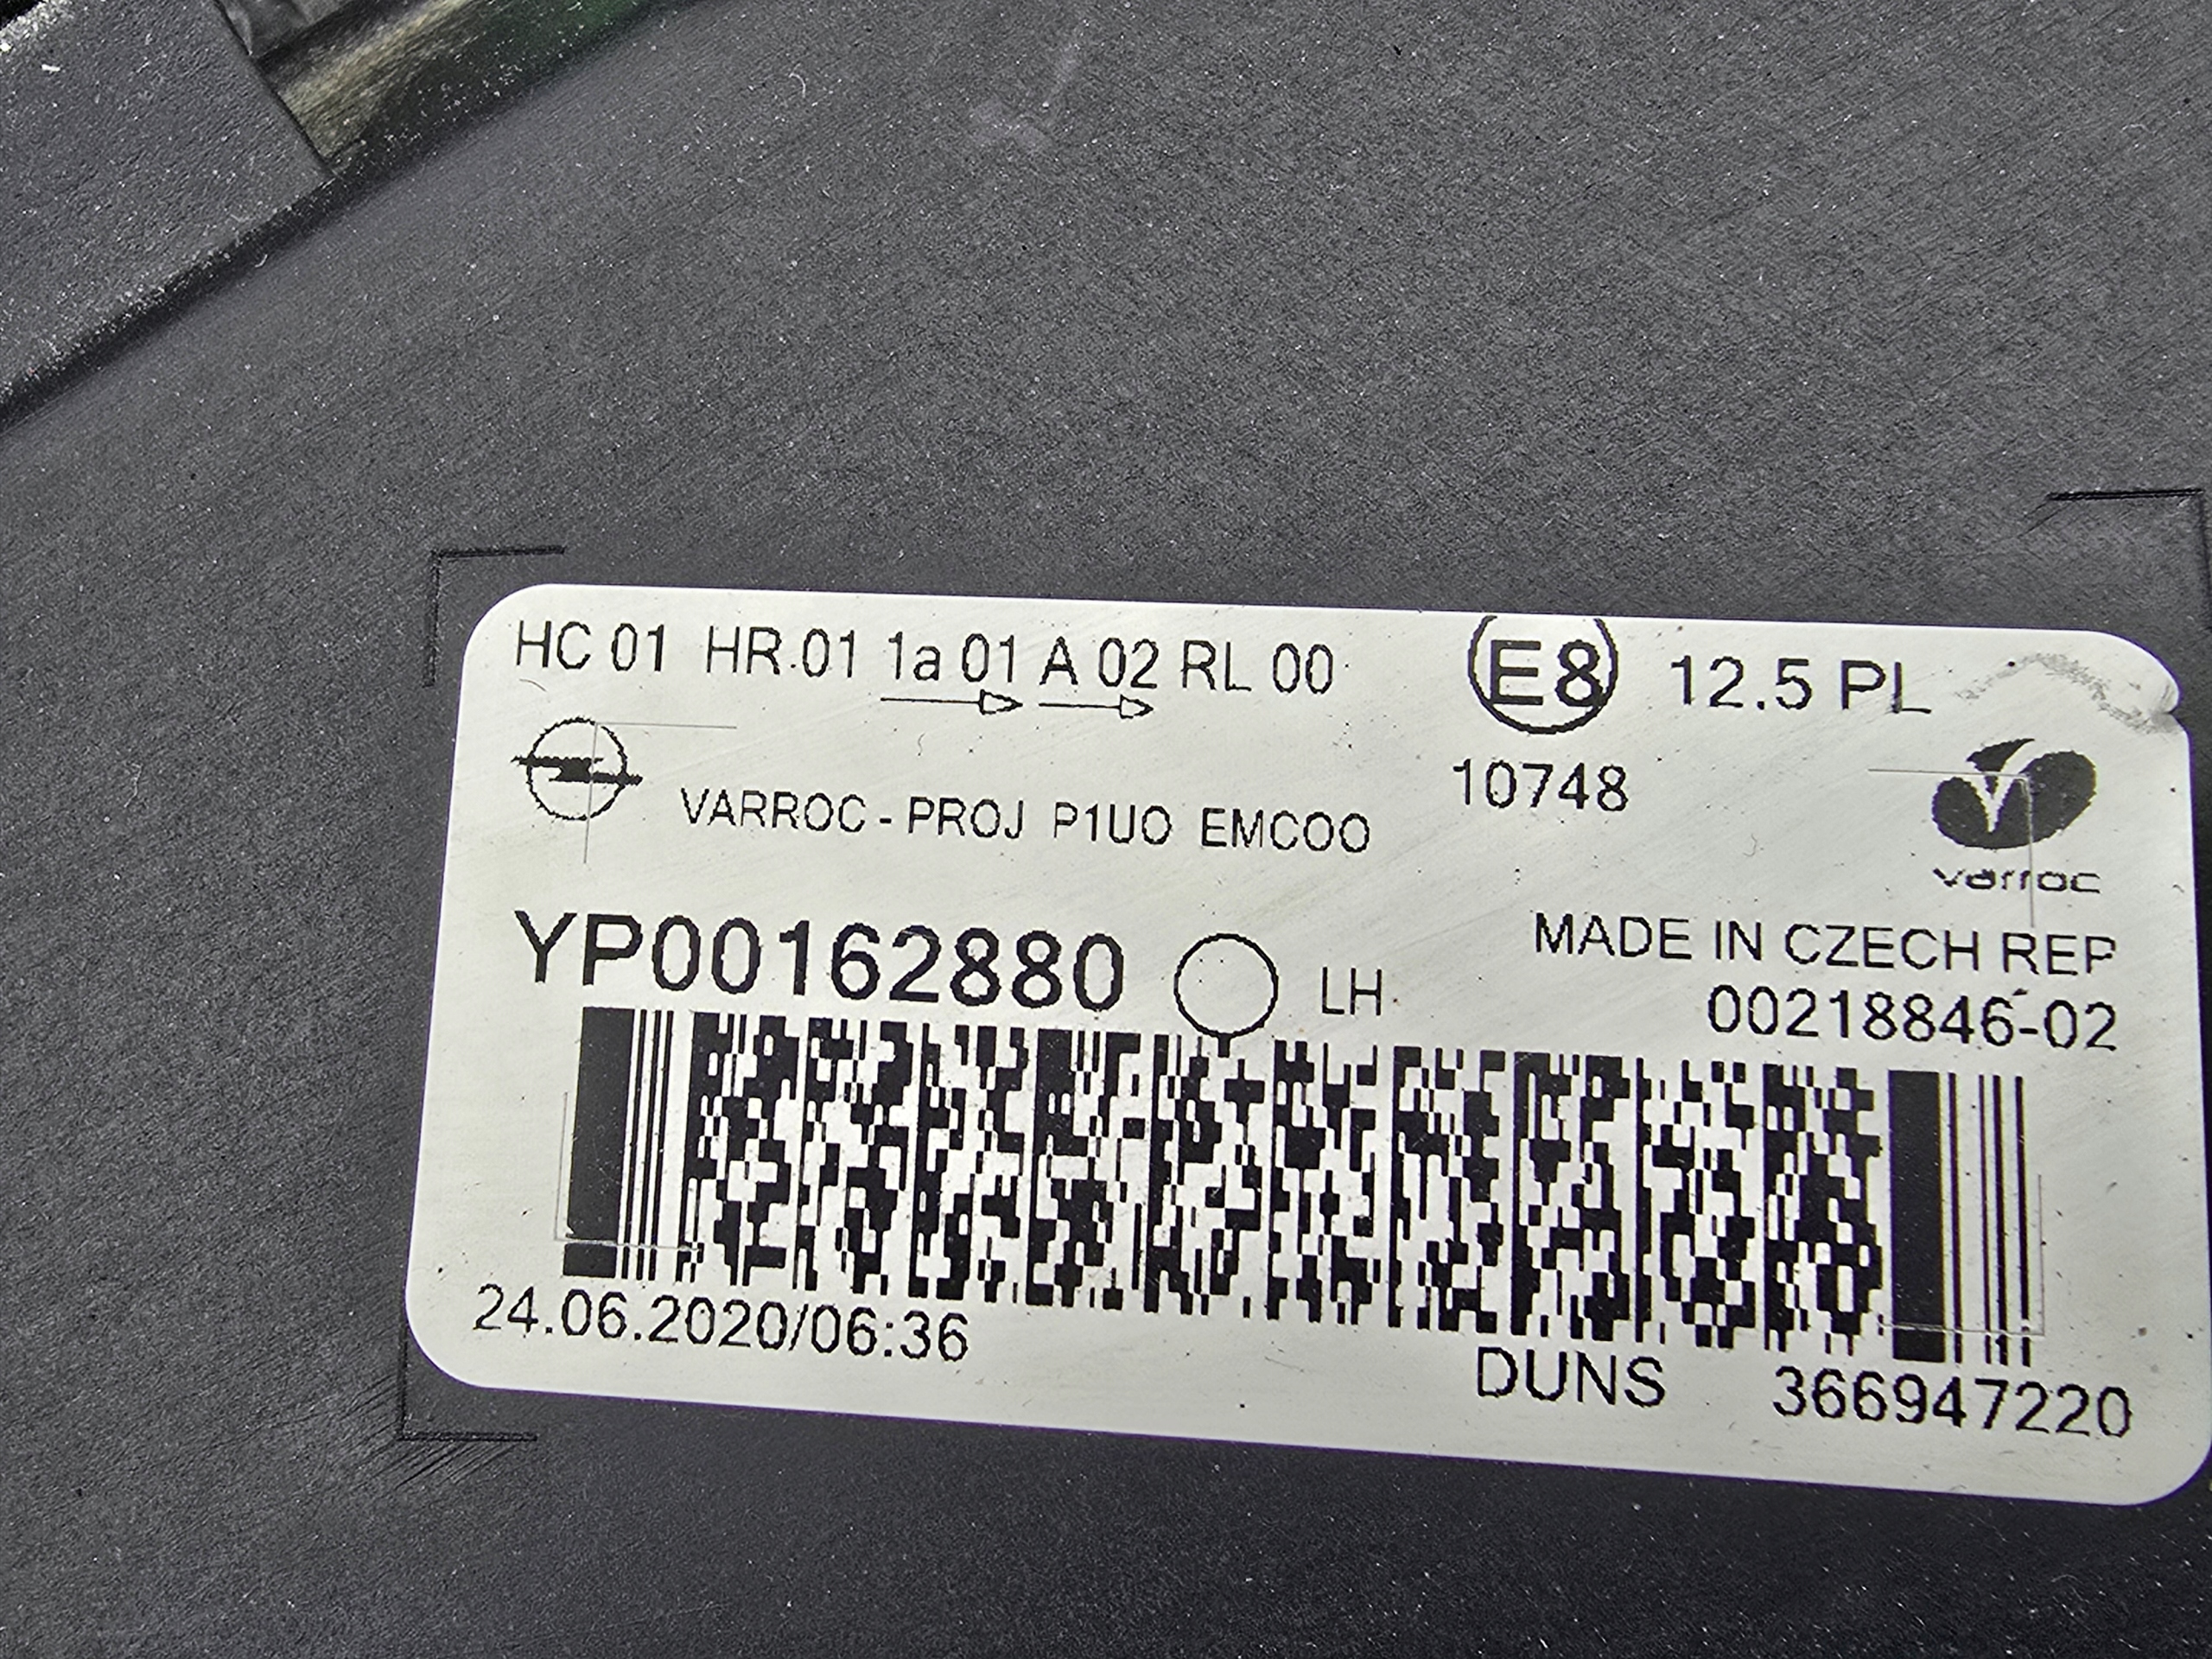 HC 01 HR 01 1a 01 A 02 RL 00
E8 12.5 PL
10748
VARROC - PROJ P1UO EMCOO
varroc
YP00162880 LH
MADE IN CZECH REP
00218846-02
24.06.2020/06:36
DUNS 366947220